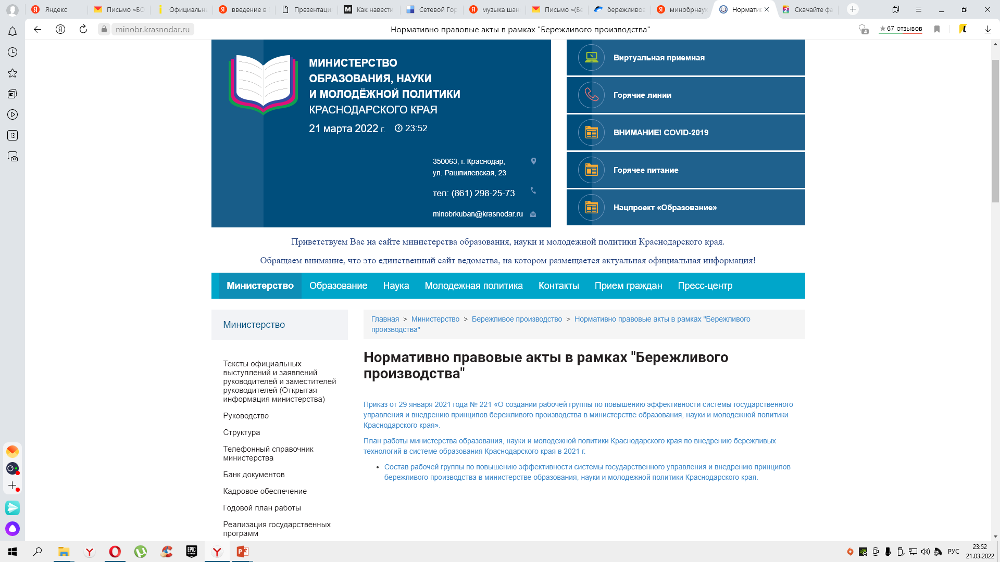 Яндекс
Письмо «БС
Официальн
введение в
Презентаци
Как навести
Сетевой Гор
музыка шан
Письмо «(Бе
бережливое
минобрнаук
Норматив
Скачайте фа
minobr.krasnodar.ru
Нормативно правовые акты в рамках "Бережливого производства"
4
67 отзывов
13
МИНИСТЕРСТВО
ОБРАЗОВАНИЯ, НАУКИ
И МОЛОДЁЖНОЙ ПОЛИТИКИ
КРАСНОДАРСКОГО КРАЯ
21 марта 2022 г. 23:52
350063, г. Краснодар,
ул. Рашпилевская, 23
тел: (861) 298-25-73
minobrkuban@krasnodar.ru
Виртуальная приемная
Горячие линии
ВНИМАНИЕ! COVID-2019
Горячее питание
Нацпроект «Образование»
Приветствуем Вас на сайте министерства образования, науки и молодежной политики Краснодарского края.
Обращаем внимание, что это единственный сайт ведомства, на котором размещается актуальная официальная информация!
Министерство Образование Наука Молодежная политика Контакты Прием граждан Пресс-центр
Министерство
Тексты официальных
выступлений и заявлений
руководителей и заместителей
руководителей (Открытая
информация министерства)
Руководство
Структура
Телефонный справочник
министерства
Банк документов
Кадровое обеспечение
Годовой план работы
Реализация государственных
программ
Главная > Министерство > Бережливое производство > Нормативно правовые акты в рамках "Бережливого
производства"
Нормативно правовые акты в рамках "Бережливого
производства"
Приказ от 29 января 2021 года № 221 «О создании рабочей группы по повышению эффективности системы государственного
управления и внедрению принципов бережливого производства в министерстве образования, науки и молодежной политики
Краснодарского края».
План работы министерства образования, науки и молодежной политики Краснодарского края по внедрению бережливых
технологий в системе образования Краснодарского края в 2021 г.
• Состав рабочей группы по повышению эффективности системы государственного управления и внедрению принципов
бережливого производства в министерстве образования, науки и молодежной политики Краснодарского края.
EPIC
GAMES
РУС
23:52
21.03.2022